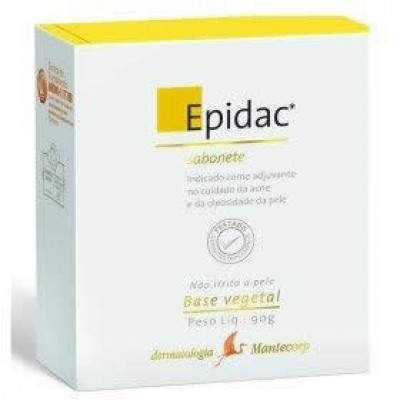 Epidac*
sabonete
Indicado como adjuvante
no cuidado da acne
e da oleosidade da pele
TESTADO
Não irrita a pele
Base vegetal
Peso Líq.: 90g
dermatologia Mantecorp